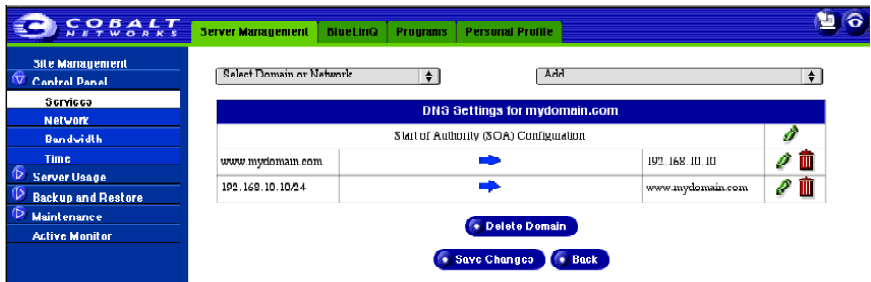 COBALT
NETWORKS
Server Management
BlueLinQ
Programs
Personal Profile
Site Management
Control Panel
Services
Network
Bandwidth
Time
Server Usage
Backup and Restore
Maintenance
Active Monitor
Select Domain or Network
Add
DNS Settings for mydomain.com
Start of Authority (SOA) Configuration
www.mydomain.com
192.168.10.10
192.168.10.10/24
www.mydomain.com
Delete Domain
Save Changes
Back